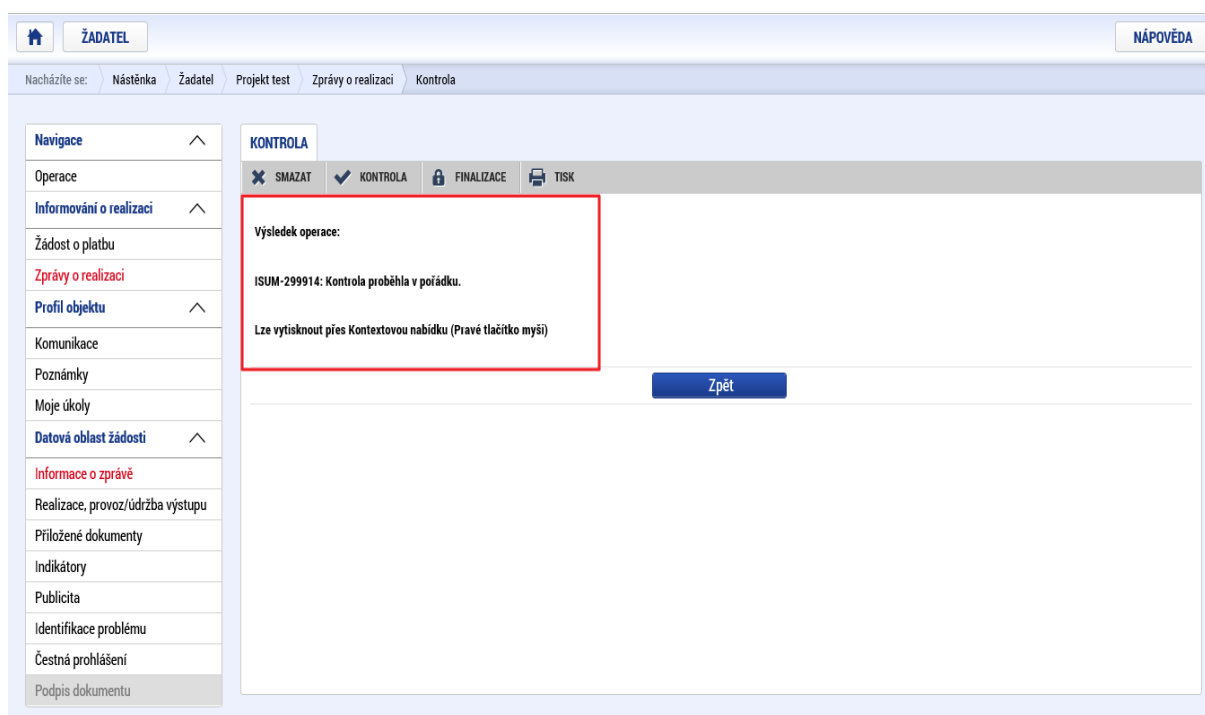 ŽADATEL
NÁPOVĚDA
Nacházíte se: Nástěnka Žadatel Projekt test Zprávy o realizaci Kontrola
Navigace
Operace
Informování o realizaci
Žádost o platbu
Zprávy o realizaci
Profil objektu
Komunikace
Poznámky
Moje úkoly
Datová oblast žádosti
Informace o zprávě
Realizace, provoz/údržba výstupu
Přiložené dokumenty
Indikátory
Publicita
Identifikace problému
Čestná prohlášení
Podpis dokumentu
KONTROLA
SMAZAT KONTROLA FINALIZACE TISK
Výsledek operace:
ISUM-299914: Kontrola proběhla v pořádku.
Lze vytisknout přes Kontextovou nabídku (Pravé tlačítko myši)
Zpět